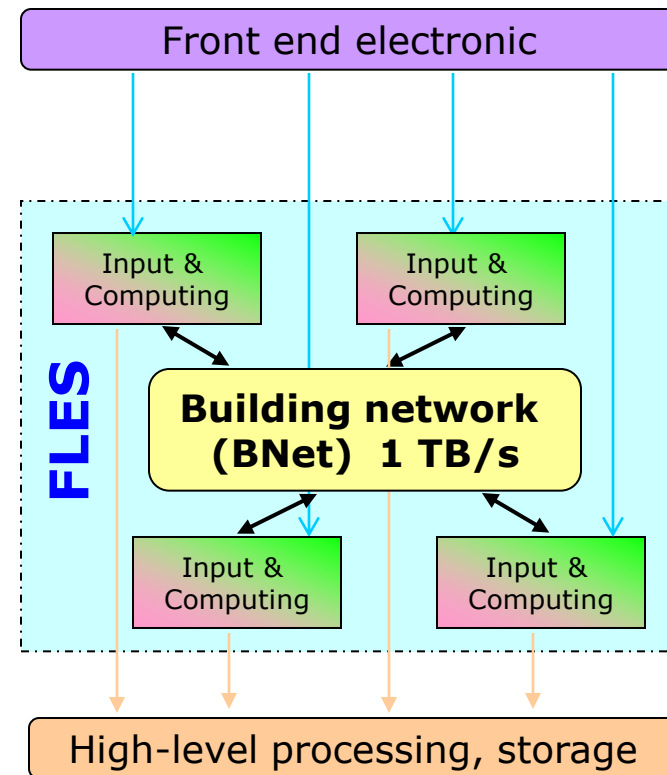 Front end electronic
Input &
Computing
Input &
Computing
FLES
Building network
(BNet) 1 TB/s
Input &
Computing
Input &
Computing
High-level processing, storage